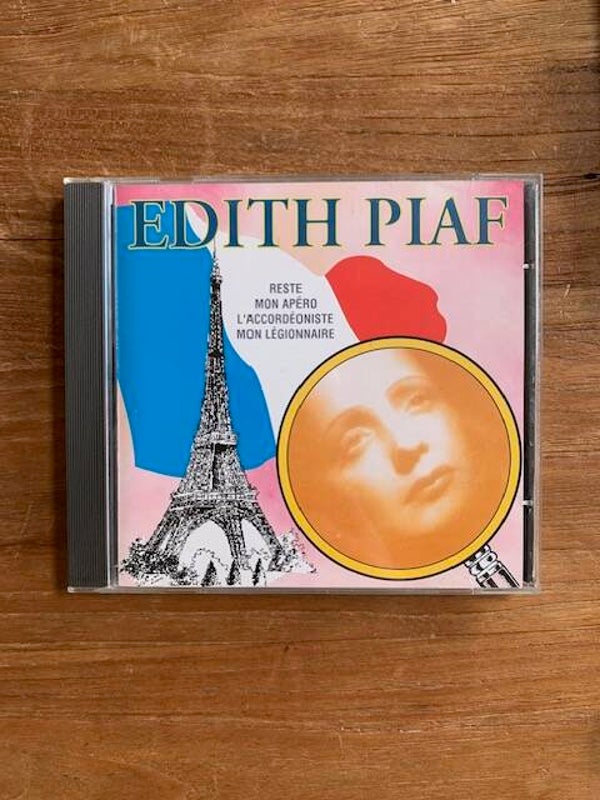 EDITH PIAF
RESTE
MON APÉRO
L'ACCORDÉONISTE
MON LÉGIONNAIRE